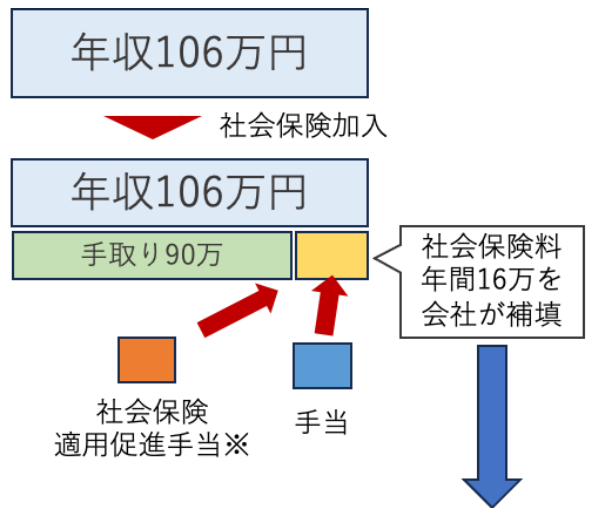 年収106万円
社会保険加入
年収106万円
手取り90万
社会保険料
年間16万を
会社が補填
社会保険
適用促進手当※
手当